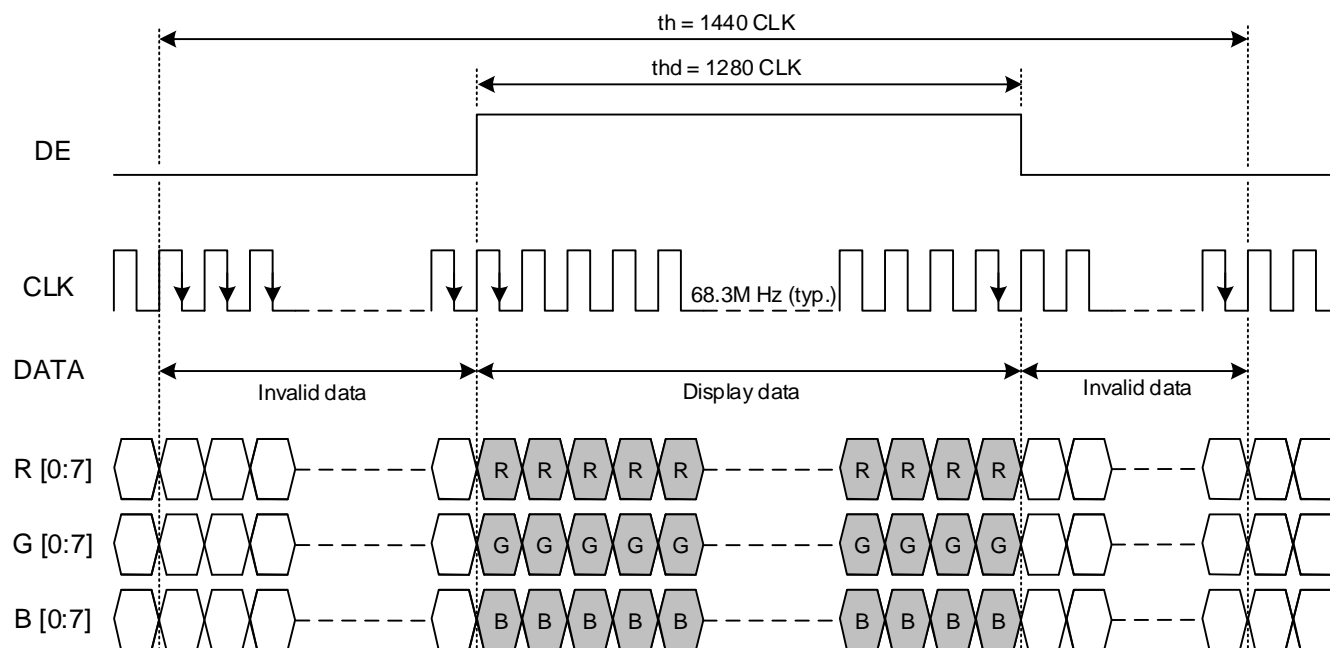 th = 1440 CLK
thd = 1280 CLK
DE
CLK
68.3M Hz (typ.)
DATA
Invalid data
Display data
Invalid data
R [0:7]
R R R R R
R R R R
G [0:7]
G G G G G
G G G G
B [0:7]
B B B B B
B B B B